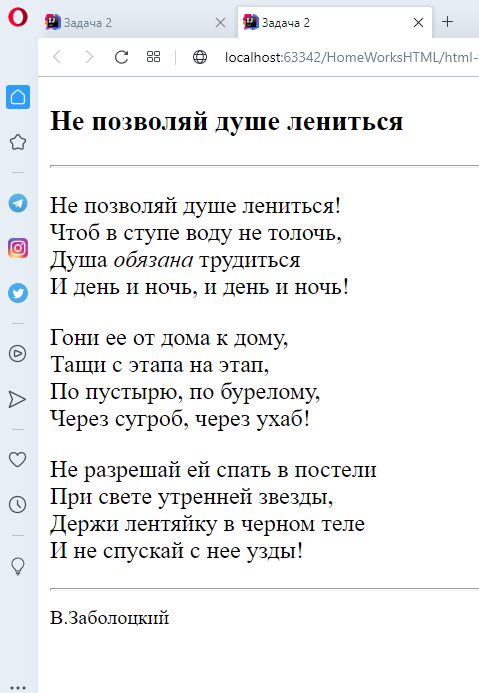 Задача 2
Задача 2
localhost:63342/HomeWorksHTML/html-
Не позволяй душе лениться
Не позволяй душе лениться!
Чтоб в ступе воду не толочь,
Душа обязана трудиться
И день и ночь, и день и ночь!
Гони ее от дома к дому,
Тащи с этапа на этап,
По пустырю, по бурелому,
Через сугроб, через ухаб!
Не разрешай ей спать в постели
При свете утренней звезды,
Держи лентяйку в черном теле
И не спускай с нее узды!
В.Заболоцкий